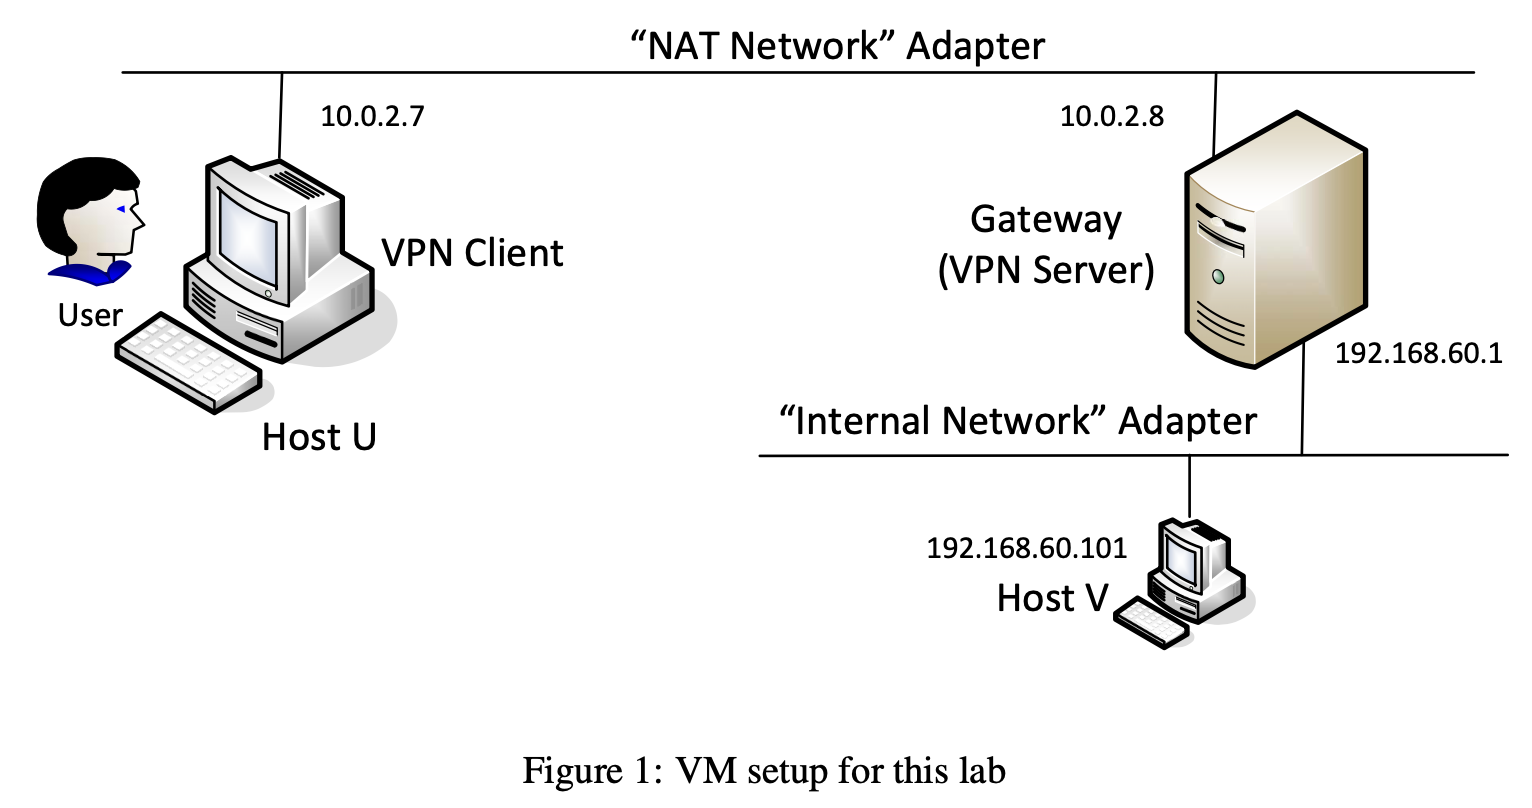 “NAT Network” Adapter
10.0.2.7
10.0.2.8
VPN Client
Gateway
(VPN Server)
User
192.168.60.1
Host U
“Internal Network” Adapter
192.168.60.101
Host V
Figure 1: VM setup for this lab